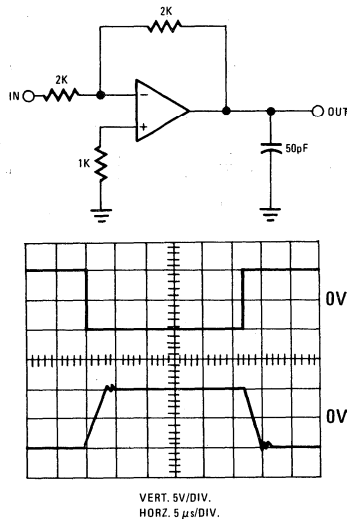 2K
2K
IN
−
+
OUT
1K
50pF
0V
0V
VERT. 5V/DIV.
HORZ. 5 μs/DIV.